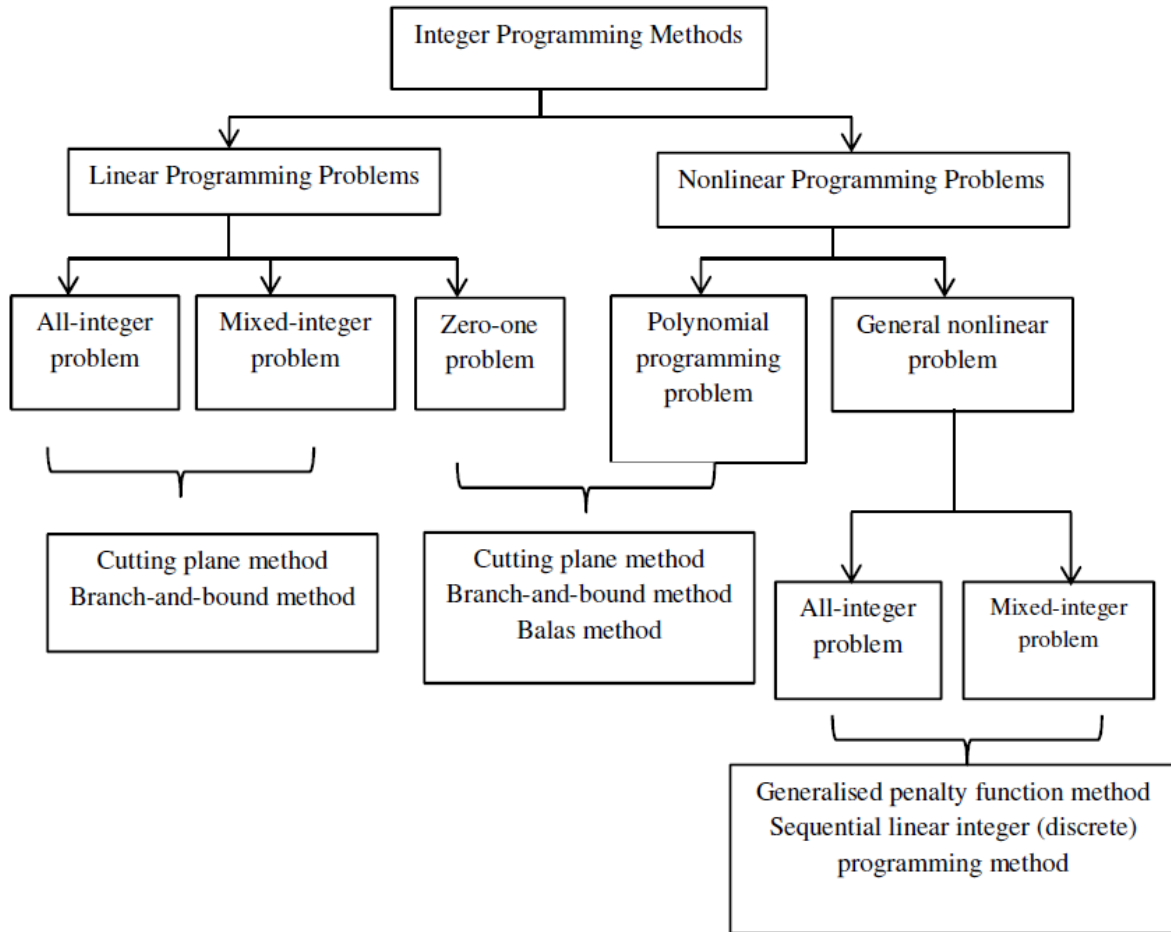 Integer Programming Methods
Linear Programming Problems
Nonlinear Programming Problems
All-integer
problem
Mixed-integer
problem
Zero-one
problem
Polynomial
programming
problem
General nonlinear
problem
Cutting plane method
Branch-and-bound method
Cutting plane method
Branch-and-bound method
Balas method
All-integer
problem
Mixed-integer
problem
Generalised penalty function method
Sequential linear integer (discrete)
programming method